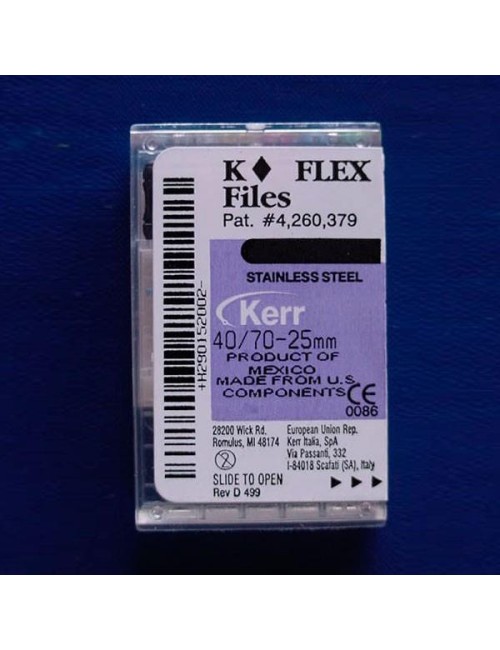 K♦ FLEX
Files
Pat. #4,260,379
STAINLESS STEEL
Kerr
40/70-25mm
PRODUCT OF
MEXICO
MADE FROM U.S
COMPONENTS
CE
0086
28200 Wick Rd.
Romulus, MI 48174
European Union Rep.
Kerr Italia, SpA
Via Passanti, 332
I-84018 Scafati (SA), Italy
SLIDE TO OPEN
Rev D 499
+H290152002-